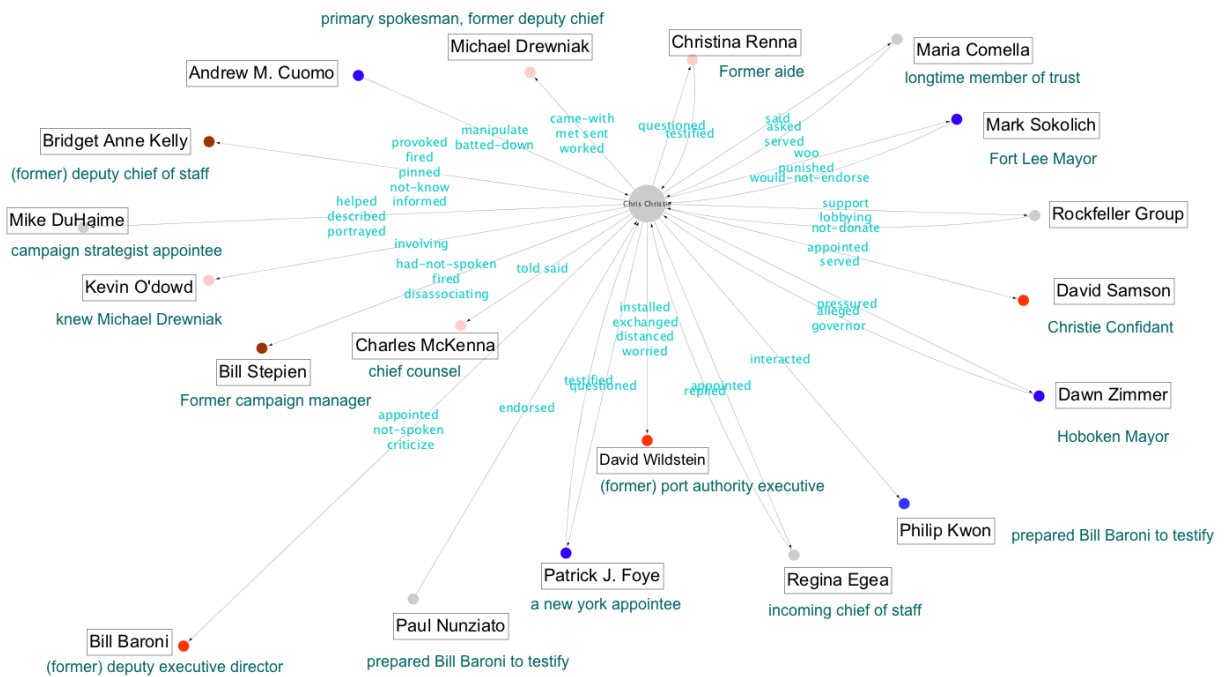 primary spokesman, former deputy chief
Michael Drewniak
Christina Renna
Former aide
Maria Comella
longtime member of trust
Andrew M. Cuomo
Mark Sokolich
Fort Lee Mayor
Bridget Anne Kelly
(former) deputy chief of staff
manipulate
batted-down
came-with
met sent
worked
questioned
testified
said
asked
served
woo
punished
would-not-endorse
provoked
fired
pinned
not-know
informed
Chris Christie
Mike DuHaime
campaign strategist appointee
helped
described
portrayed
support
lobbying
not-donate
Rockfeller Group
involving
appointed
served
Kevin O'dowd
knew Michael Drewniak
had-not-spoken
fired
disassociating
told said
David Samson
Christie Confidant
installed
exchanged
distanced
worried
pressured
alleged
governor
Charles McKenna
chief counsel
Bill Stepien
Former campaign manager
interacted
testified
questioned
appointed
replied
Dawn Zimmer
Hoboken Mayor
appointed
not-spoken
criticize
endorsed
David Wildstein
(former) port authority executive
Philip Kwon
prepared Bill Baroni to testify
Patrick J. Foye
a new york appointee
Regina Egea
incoming chief of staff
Paul Nunziato
prepared Bill Baroni to testify
Bill Baroni
(former) deputy executive director